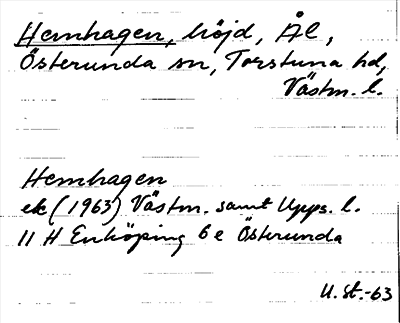 Hemhagen, höjd, Ål,
Österunda sn, Torstuna hd,
Västm. l.
Hemhagen
ek (1963) Västm. samt Upps. l.
11 H Enköping 6 e Österunda
U.St.-63